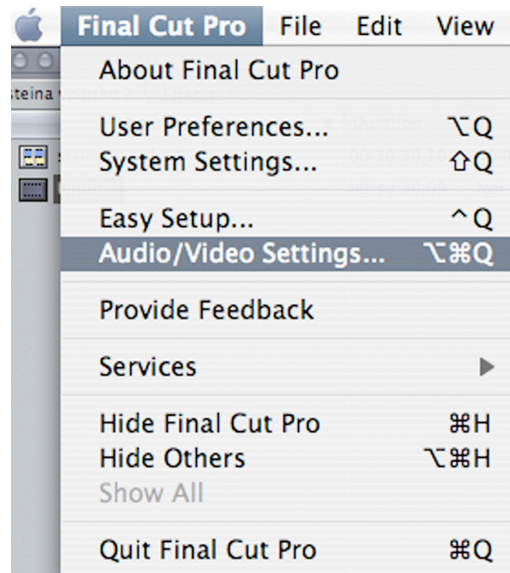 Final Cut Pro File Edit View
About Final Cut Pro
User Preferences... ⌥Q
System Settings... ⇧Q
Easy Setup... ^Q
Audio/Video Settings... ⌥⌘Q
Provide Feedback
Services
Hide Final Cut Pro ⌘H
Hide Others ⌥⌘H
Show All
Quit Final Cut Pro ⌘Q